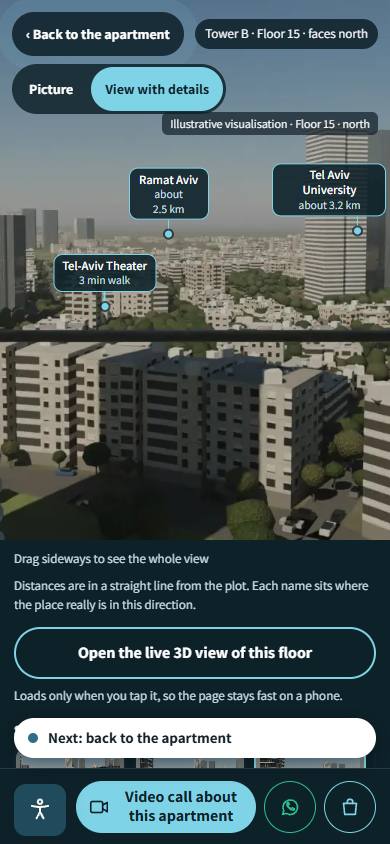 ‹ Back to the apartment
Tower B · Floor 15 · faces north
Picture
View with details
Illustrative visualisation · Floor 15 · north
Ramat Aviv
about
2.5 km
Tel Aviv
University
about 3.2 km
Tel-Aviv Theater
3 min walk
Drag sideways to see the whole view
Distances are in a straight line from the plot. Each name sits where
the place really is in this direction.
Open the live 3D view of this floor
Loads only when you tap it, so the page stays fast on a phone.
Next: back to the apartment
Video call about
this apartment